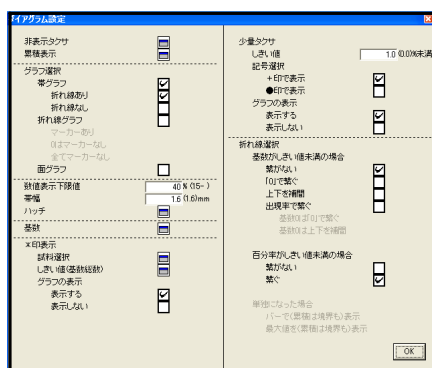 イアグラム設定
非表示タクサ
累積表示
グラフ選択
帯グラフ
折れ線あり
折れ線なし
折れ線グラフ
マーカーあり
0はマーカーなし
全てマーカーなし
面グラフ
数値表示下限値 40 % (15- )
帯幅 1.6 (1.6)mm
ハッチ
基数
x印表示
試料選択
しきい値(基数総数)
グラフの表示
表示する
表示しない
少量タクサ
しきい値 1.0 (0.0)%未満
記号選択
+印で表示
●印で表示
グラフの表示
表示する
表示しない
折れ線選択
基数がしきい値未満の場合
繋がない
「0」で繋ぐ
上下を補間
出現率で繋ぐ
基数0は「0」で繋ぐ
基数0は上下を補間
百分率がしきい値未満の場合
繋がない
繋ぐ
単独になった場合
バーで(累積は境界も)表示
最大値を(累積は境界も)表示
OK